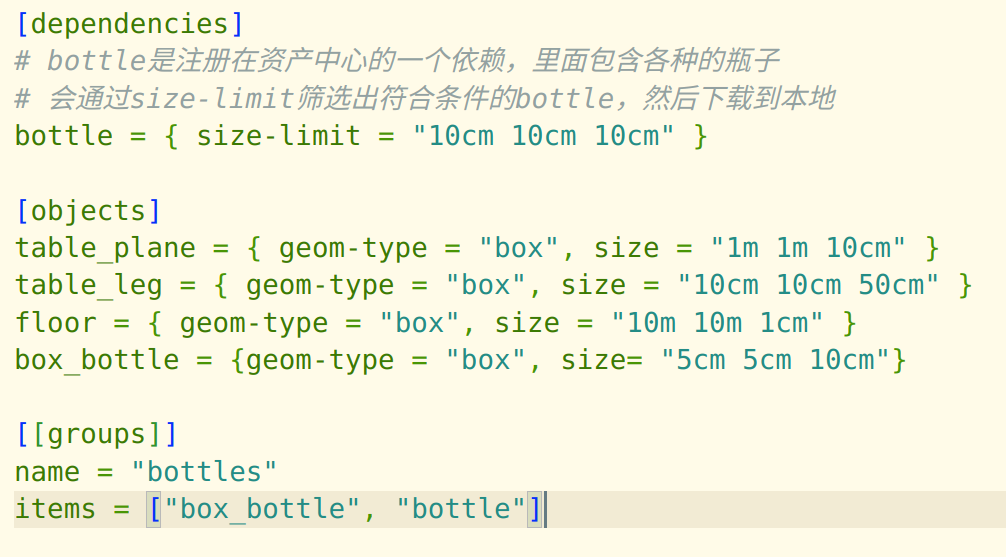 [dependencies]
# bottle是注册在资产中心的一个依赖，里面包含各种的瓶子
# 会通过size-limit筛选出符合条件的bottle，然后下载到本地
bottle = { size-limit = "10cm 10cm 10cm" }
[objects]
table_plane = { geom-type = "box", size = "1m 1m 10cm" }
table_leg = { geom-type = "box", size = "10cm 10cm 50cm" }
floor = { geom-type = "box", size = "10m 10m 1cm" }
box_bottle = {geom-type = "box", size= "5cm 5cm 10cm"}
[[groups]]
name = "bottles"
items = ["box_bottle", "bottle"]